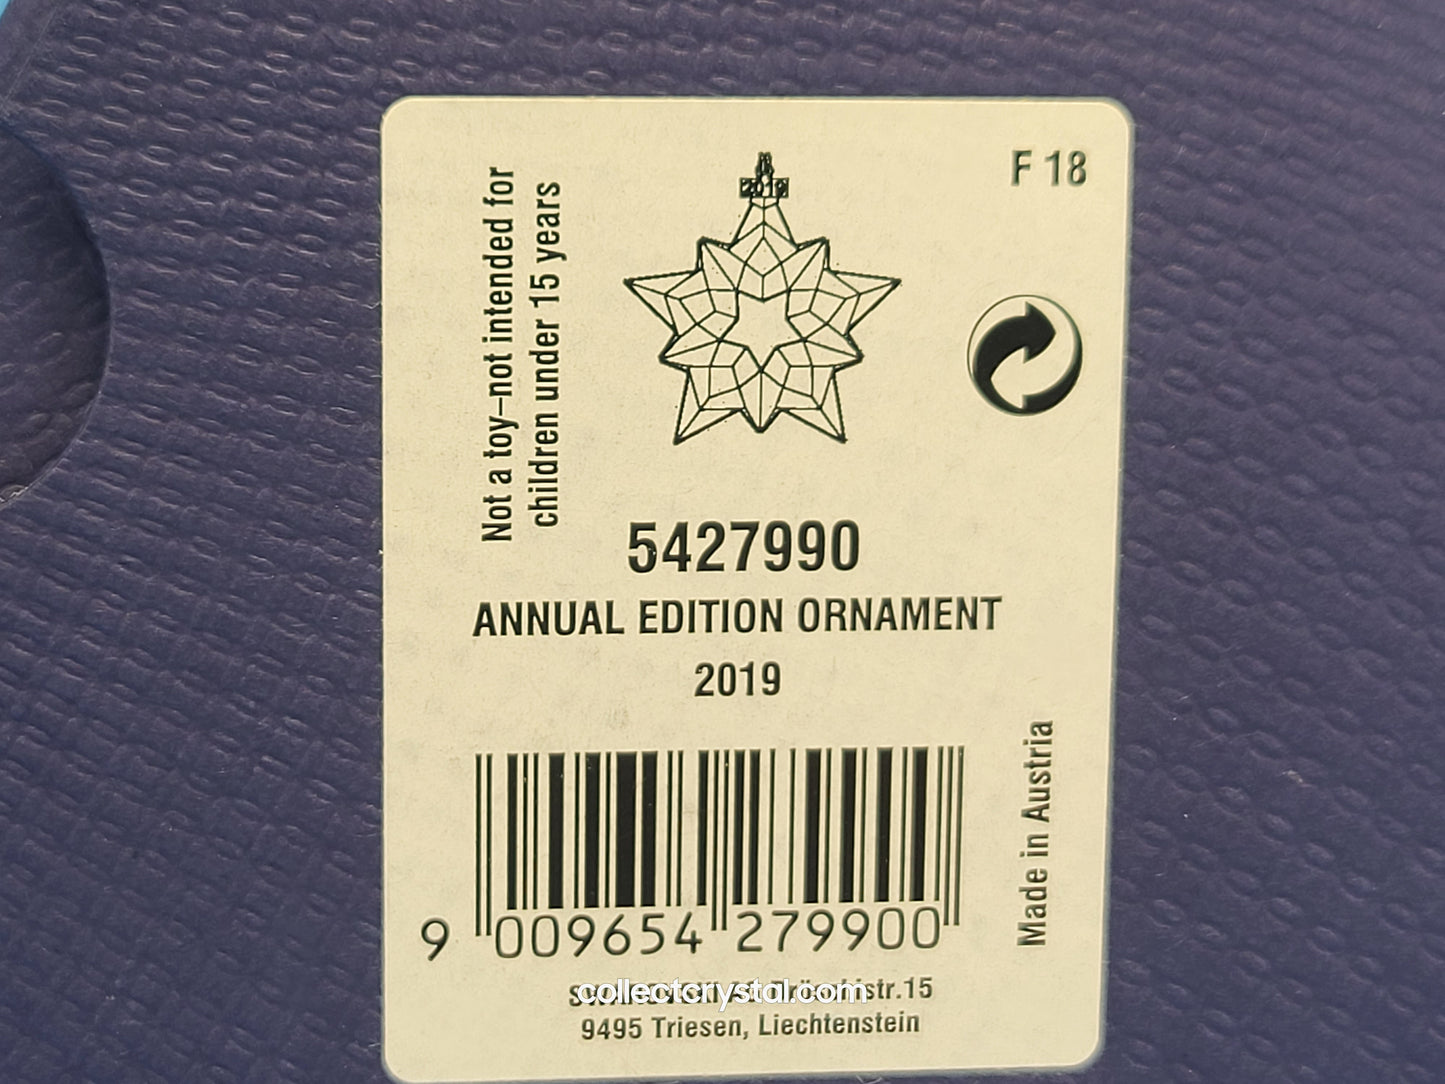 Not a toy–not intended for
children under 15 years
2019
F 18
5427990
ANNUAL EDITION ORNAMENT
2019
Made in Austria
9 009654 279900
collectorystal.com
9495 Triesen, Liechtenstein